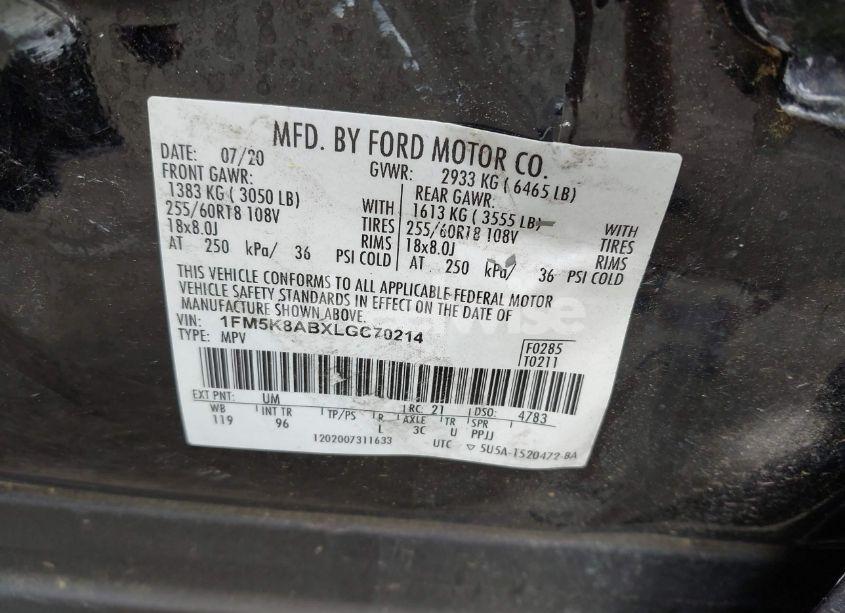 MFD. BY FORD MOTOR CO.
DATE: 07/20 GVWR: 2933 KG ( 6465 LB)
FRONT GAWR: REAR GAWR:
1383 KG ( 3050 LB) WITH 1613 KG ( 3555 LB) WITH
255/60R18 108V TIRES 255/60R18 108V TIRES
18x8.0J RIMS 18x8.0J RIMS
AT 250 kPa/ 36 PSI COLD AT 250 kPa/ 36 PSI COLD
THIS VEHICLE CONFORMS TO ALL APPLICABLE FEDERAL MOTOR
VEHICLE SAFETY STANDARDS IN EFFECT ON THE DATE OF
MANUFACTURE SHOWN ABOVE.
VIN: 1FM5K8ABXLGC70214
TYPE: MPV
F0285
T0211
EXT PNT: UM RC: 21 DSO: 4783
WB INT TR TP/PS R AXLE TR SPR
119 96 L 3C U PPJJ
1202007311633 UTC ▽ 5U5A-1520472-BA